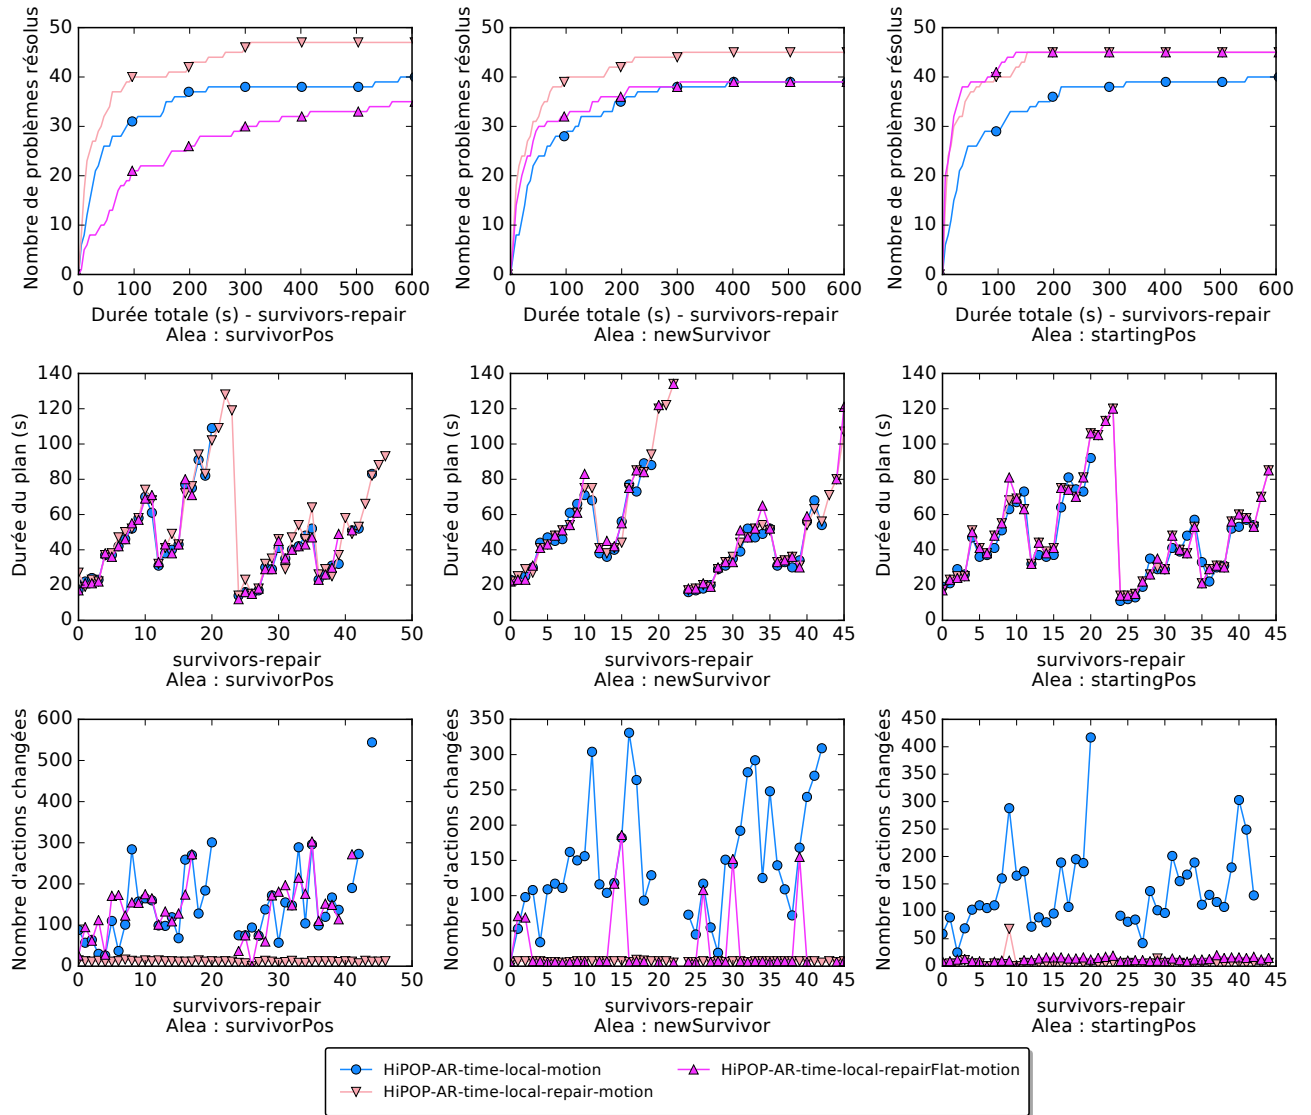 Nombre de problèmes résolus
50
40
30
20
10
0
0 100 200 300 400 500 600
Durée totale (s) - survivors-repair
Alea : survivorPos
Nombre de problèmes résolus
50
40
30
20
10
0
0 100 200 300 400 500 600
Durée totale (s) - survivors-repair
Alea : newSurvivor
Nombre de problèmes résolus
50
40
30
20
10
0
0 100 200 300 400 500 600
Durée totale (s) - survivors-repair
Alea : startingPos
Durée du plan (s)
140
120
100
80
60
40
20
0
0 10 20 30 40 50
survivors-repair
Alea : survivorPos
Durée du plan (s)
140
120
100
80
60
40
20
0
0 5 10 15 20 25 30 35 40 45
survivors-repair
Alea : newSurvivor
Durée du plan (s)
140
120
100
80
60
40
20
0
0 5 10 15 20 25 30 35 40 45
survivors-repair
Alea : startingPos
Nombre d'actions changées
600
500
400
300
200
100
0
0 10 20 30 40 50
survivors-repair
Alea : survivorPos
Nombre d'actions changées
350
300
250
200
150
100
50
0
0 5 10 15 20 25 30 35 40 45
survivors-repair
Alea : newSurvivor
Nombre d'actions changées
450
400
350
300
250
200
150
100
50
0
0 5 10 15 20 25 30 35 40 45
survivors-repair
Alea : startingPos
HiPOP-AR-time-local-motion
HiPOP-AR-time-local-repair-motion
HiPOP-AR-time-local-repairFlat-motion